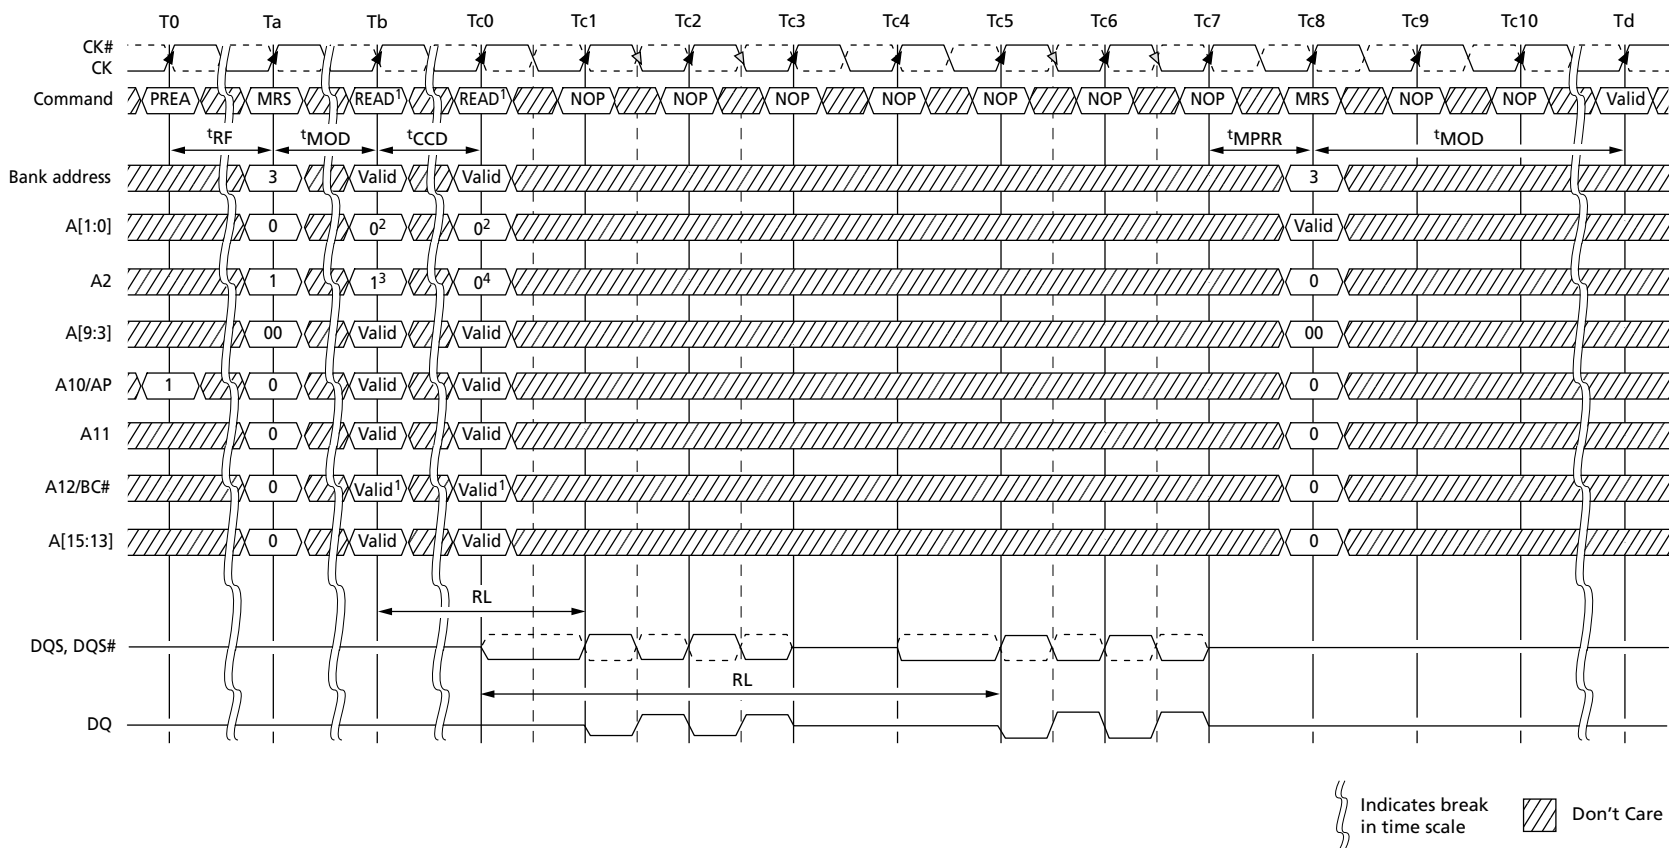 T0 Ta Tb Tc0 Tc1 Tc2 Tc3 Tc4 Tc5 Tc6 Tc7 Tc8 Tc9 Tc10 Td
CK#
CK
Command PREA MRS READ1 READ1 NOP NOP NOP NOP NOP NOP NOP MRS NOP NOP Valid
tRF tMOD tCCD tMPRR tMOD
Bank address 3 Valid Valid 3
A[1:0] 0 02 02 Valid
A2 1 13 04 0
A[9:3] 00 Valid Valid 00
A10/AP 1 0 Valid Valid 0
A11 0 Valid Valid 0
A12/BC# 0 Valid1 Valid1 0
A[15:13] 0 Valid Valid 0
RL
DQS, DQS#
RL
DQ
Indicates break
in time scale
Don't Care